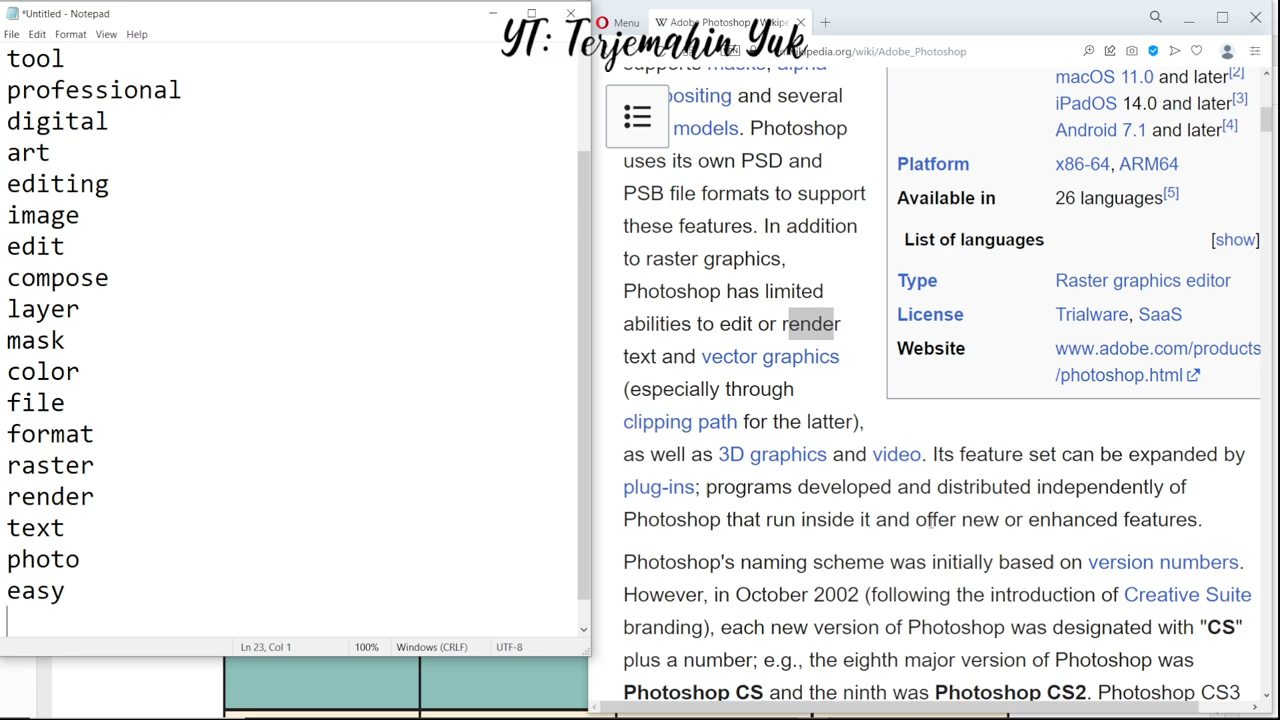 *Untitled - Notepad
File Edit Format View Help
tool
professional
digital
art
editing
image
edit
compose
layer
mask
color
file
format
raster
render
text
photo
easy
Ln 23, Col 1 100% Windows (CRLF) UTF-8
YT: Terjemahin Yuk
Menu
Adobe Photoshop - Wikipe
ikipedia.org/wiki/Adobe_Photoshop
supports masks, alpha
positing and several
models. Photoshop
uses its own PSD and
PSB file formats to support
these features. In addition
to raster graphics,
Photoshop has limited
abilities to edit or render
text and vector graphics
(especially through
clipping path for the latter),
as well as 3D graphics and video. Its feature set can be expanded by
plug-ins; programs developed and distributed independently of
Photoshop that run inside it and offer new or enhanced features.
Photoshop's naming scheme was initially based on version numbers.
However, in October 2002 (following the introduction of Creative Suite
branding), each new version of Photoshop was designated with "CS"
plus a number; e.g., the eighth major version of Photoshop was
Photoshop CS and the ninth was Photoshop CS2. Photoshop CS3
macOS 11.0 and later[2]
iPadOS 14.0 and later[3]
Android 7.1 and later[4]
Platform x86-64, ARM64
Available in 26 languages[5]
List of languages [show]
Type Raster graphics editor
License Trialware, SaaS
Website www.adobe.com/products
/photoshop.html